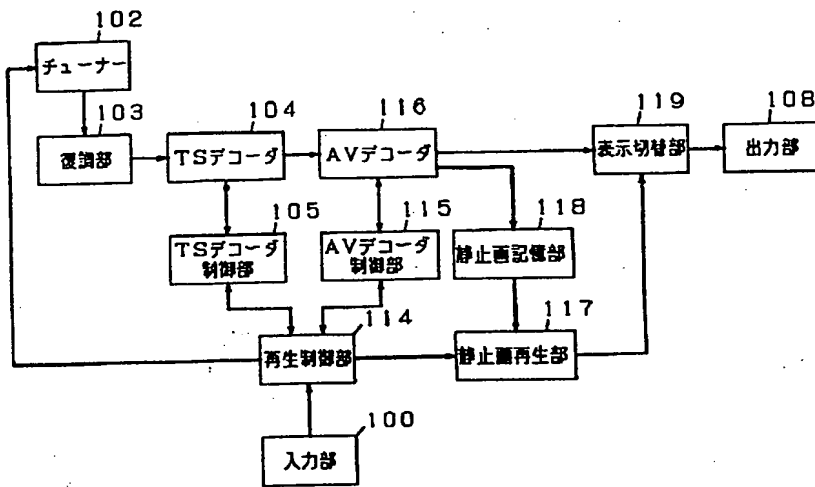 102
チューナー
103
復調部
104
TSデコーダ
116
AVデコーダ
119
表示切替部
108
出力部
105
TSデコーダ
制御部
115
AVデコーダ
制御部
118
静止画記憶部
114
再生制御部
117
静止画再生部
100
入力部